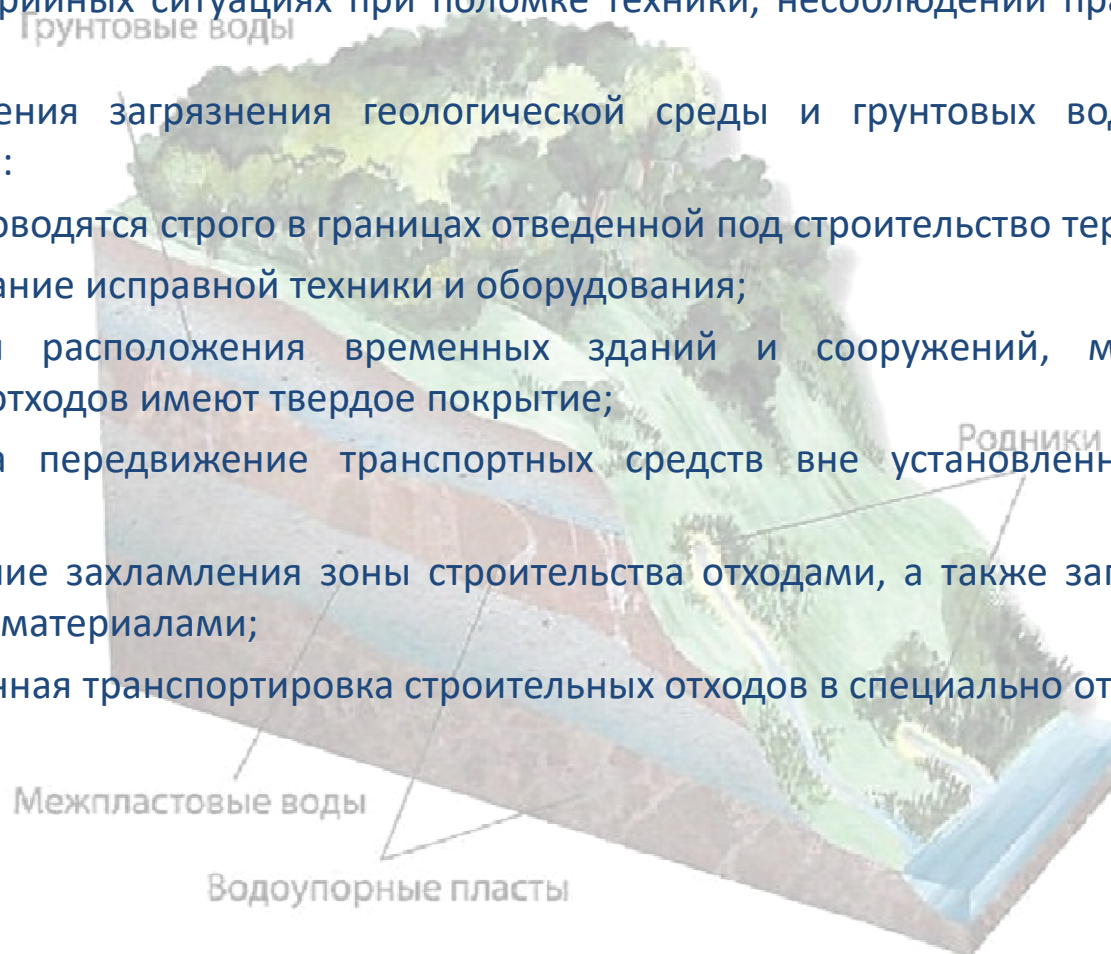 рийных ситуациях при поломке техники, несоблюдении пра
Грунтовые воды
ения загрязнения геологической среды и грунтовых вод
:
оводятся строго в границах отведенной под строительство тер
ание исправной техники и оборудования;
расположения временных зданий и сооружений, м
отходов имеют твердое покрытие;
Родники
а передвижение транспортных средств вне установленн
ние захламления зоны строительства отходами, а также заг
материалами;
нная транспортировка строительных отходов в специально от
Межпластовые воды
Водоупорные пласты